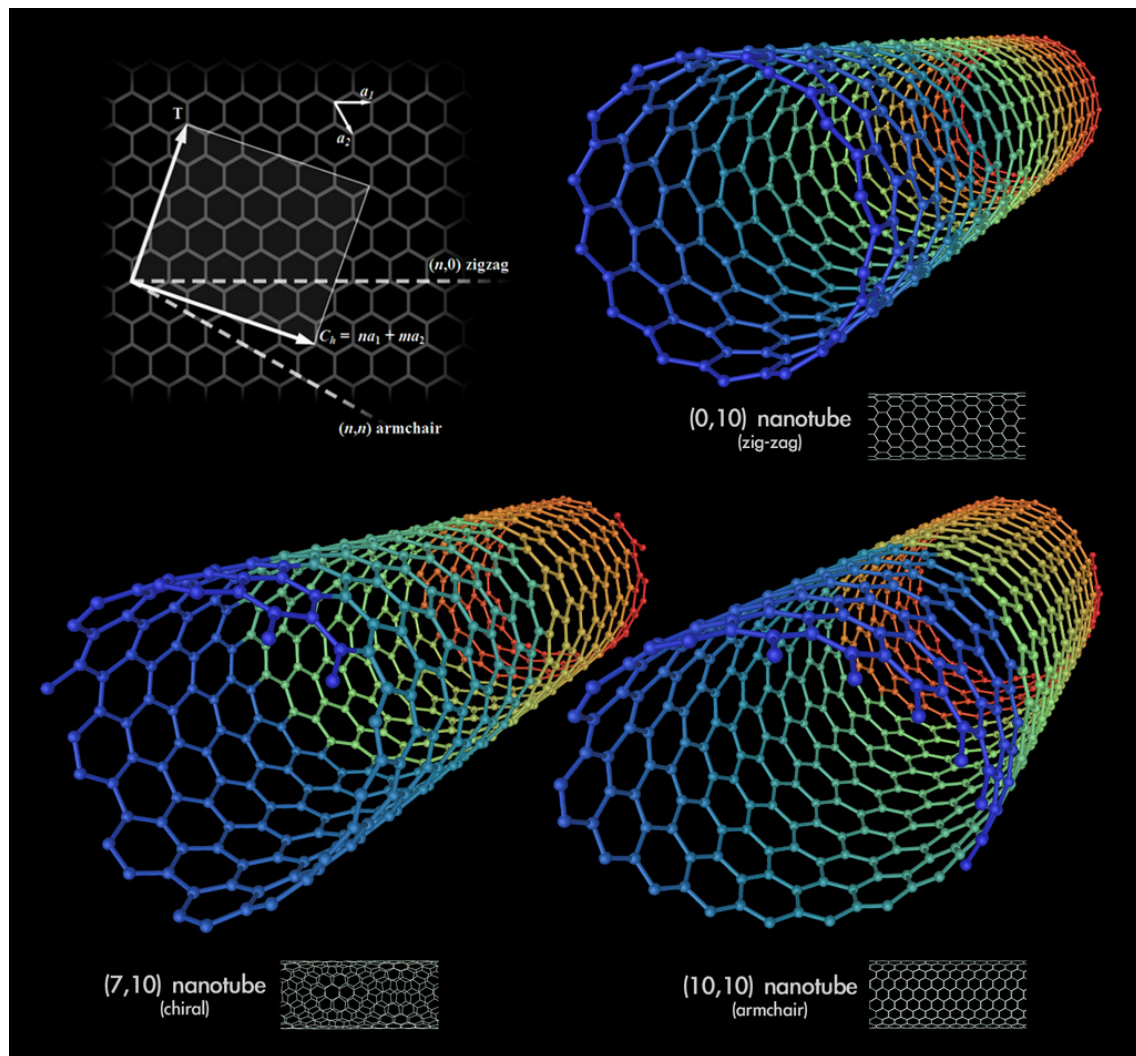 a1
T
a2
(n,0) zigzag
Ch = na1 + ma2
(n,n) armchair
(0,10) nanotube
(zig-zag)
(7,10) nanotube
(chiral)
(10,10) nanotube
(armchair)